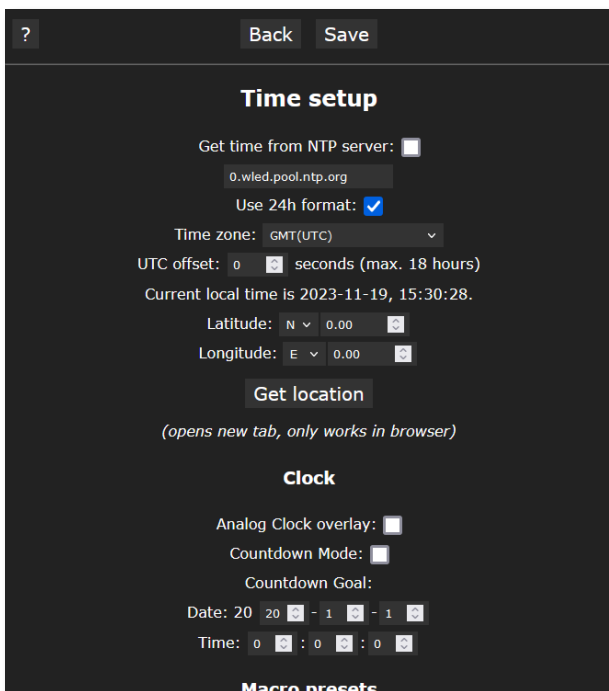 ? Back Save
Time setup
Get time from NTP server:
0.wled.pool.ntp.org
Use 24h format:
Time zone: GMT(UTC)
UTC offset: 0 seconds (max. 18 hours)
Current local time is 2023-11-19, 15:30:28.
Latitude: N 0.00
Longitude: E 0.00
Get location
(opens new tab, only works in browser)
Clock
Analog Clock overlay:
Countdown Mode:
Countdown Goal:
Date: 20 20 - 1 - 1
Time: 0 : 0 : 0
Macro presets